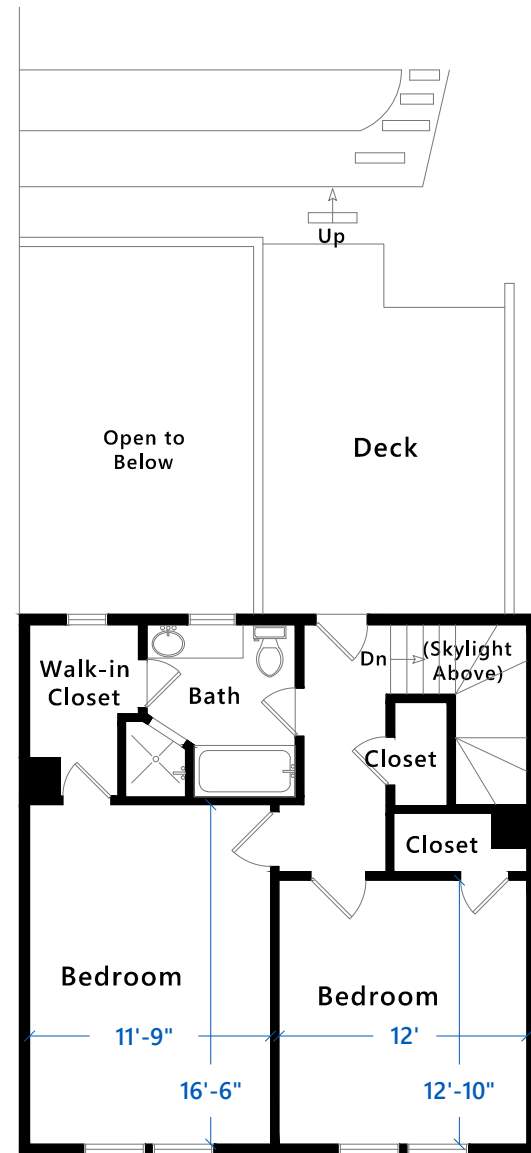 Up
Open to
Below
Deck
Walk-in
Closet
Bath
Dn
(Skylight
Above)
Closet
Closet
Bedroom
11'-9"
16'-6"
Bedroom
12'
12'-10"